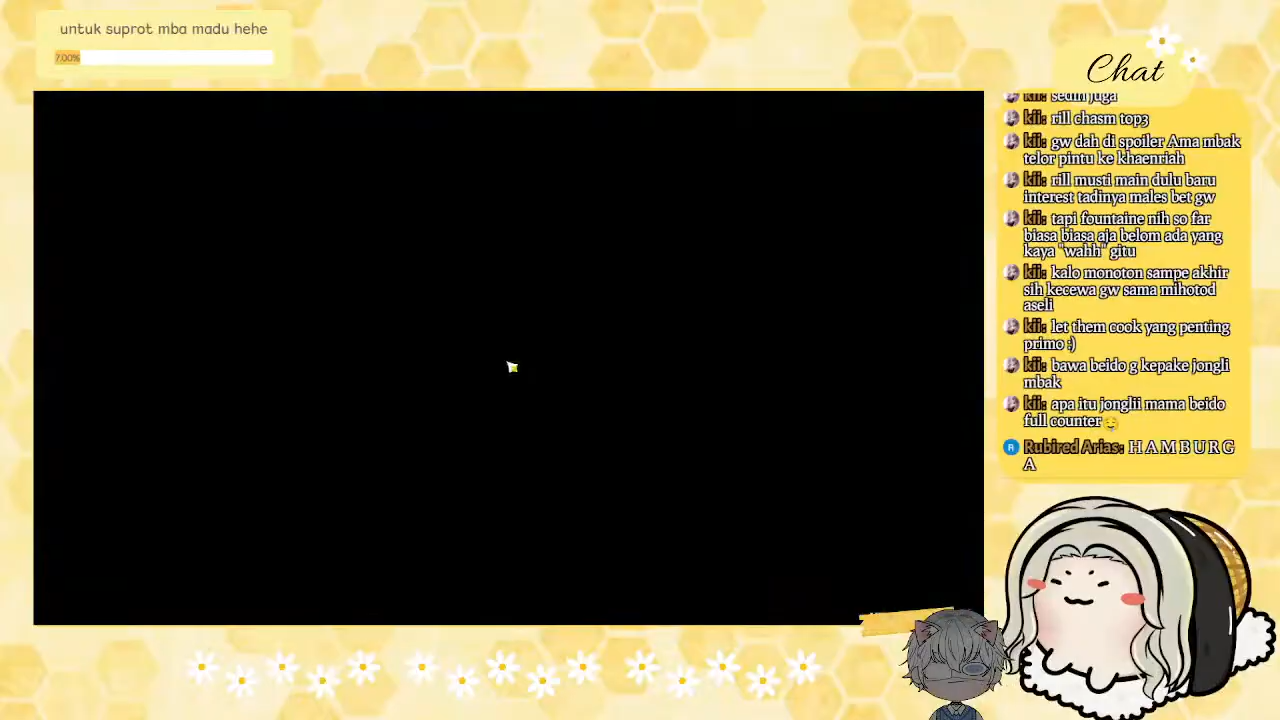 untuk suprot mba madu hehe
7.00%
Chat
kii: sedih juga
kii: rill chasm top3
kii: gw dah di spoiler Ama mbak
telor pintu ke khaenriah
kii: rill musti main dulu baru
interest tadinya males bet gw
kii: tapi fountaine nih so far
biasa biasa aja belom ada yang
kaya "wahh" gitu
kii: kalo monoton sampe akhir
sih kecewa gw sama mihotod
aseli
kii: let them cook yang penting
primo :)
kii: bawa beido g kepake jongli
mbak
kii: apa itu jonglii mama beido
full counter 🤤
Rubired Arias: H A M B U R G
A